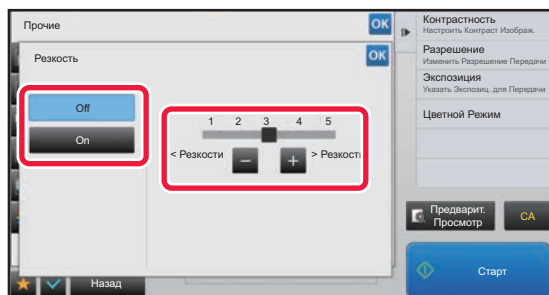 Прочие
OK
Резкость
OK
Off
On
1 2 3 4 5
< Резкости
−
+
> Резкости
Назад
Контрастность
Настроить Контраст Изображ.
Разрешение
Изменить Разрешение Передачи
Экспозиция
Указать Экспозиц. для Передачи
Цветной Режим
Предварит.
Просмотр
CA
Старт